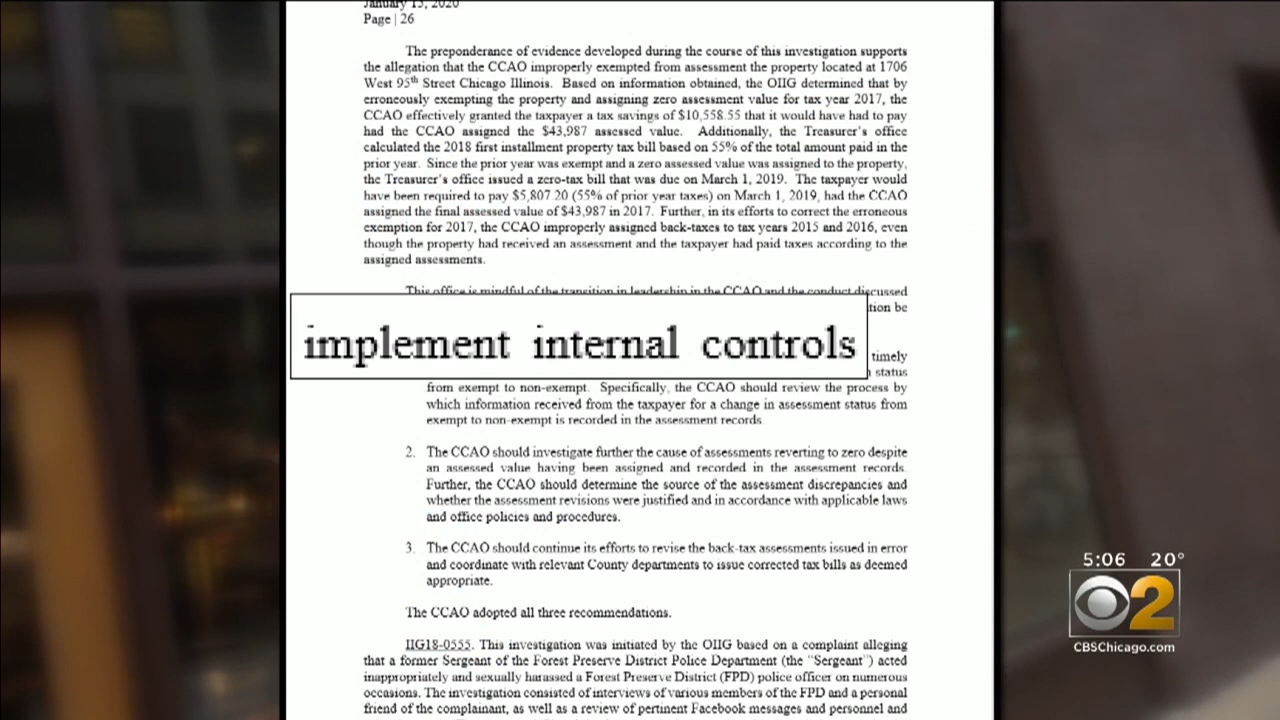 January 15, 2020
Page | 26
The preponderance of evidence developed during the course of this investigation supports
the allegation that the CCAO improperly exempted from assessment the property located at 1706
West 95th Street Chicago Illinois. Based on information obtained, the OIIG determined that by
erroneously exempting the property and assigning zero assessment value for tax year 2017, the
CCAO effectively granted the taxpayer a tax savings of $10,558.55 that it would have had to pay
had the CCAO assigned the $43,987 assessed value. Additionally, the Treasurer's office
calculated the 2018 first installment property tax bill based on 55% of the total amount paid in the
prior year. Since the prior year was exempt and a zero assessed value was assigned to the property,
the Treasurer's office issued a zero-tax bill that was due on March 1, 2019. The taxpayer would
have been required to pay $5,807.20 (55% of prior year taxes) on March 1, 2019, had the CCAO
assigned the final assessed value of $43,987 in 2017. Further, in its efforts to correct the erroneous
exemption for 2017, the CCAO improperly assigned back-taxes to tax years 2015 and 2016, even
though the property had received an assessment and the taxpayer had paid taxes according to the
assigned assessments.
This office is mindful of the transition in leadership in the CCAO and the conduct discussed
tion be
implement internal controls
timely
status
from exempt to non-exempt. Specifically, the CCAO should review the process by
which information received from the taxpayer for a change in assessment status from
exempt to non-exempt is recorded in the assessment records.
2. The CCAO should investigate further the cause of assessments reverting to zero despite
an assessed value having been assigned and recorded in the assessment records.
Further, the CCAO should determine the source of the assessment discrepancies and
whether the assessment revisions were justified and in accordance with applicable laws
and office policies and procedures.
3. The CCAO should continue its efforts to revise the back-tax assessments issued in error
and coordinate with relevant County departments to issue corrected tax bills as deemed
appropriate.
The CCAO adopted all three recommendations.
IIG18-0555. This investigation was initiated by the OIIG based on a complaint alleging
that a former Sergeant of the Forest Preserve District Police Department (the "Sergeant") acted
inappropriately and sexually harassed a Forest Preserve District (FPD) police officer on numerous
occasions. The investigation consisted of interviews of various members of the FPD and a personal
friend of the complainant, as well as a review of pertinent Facebook messages and personnel and
5:06 20°
2
CBSChicago.com